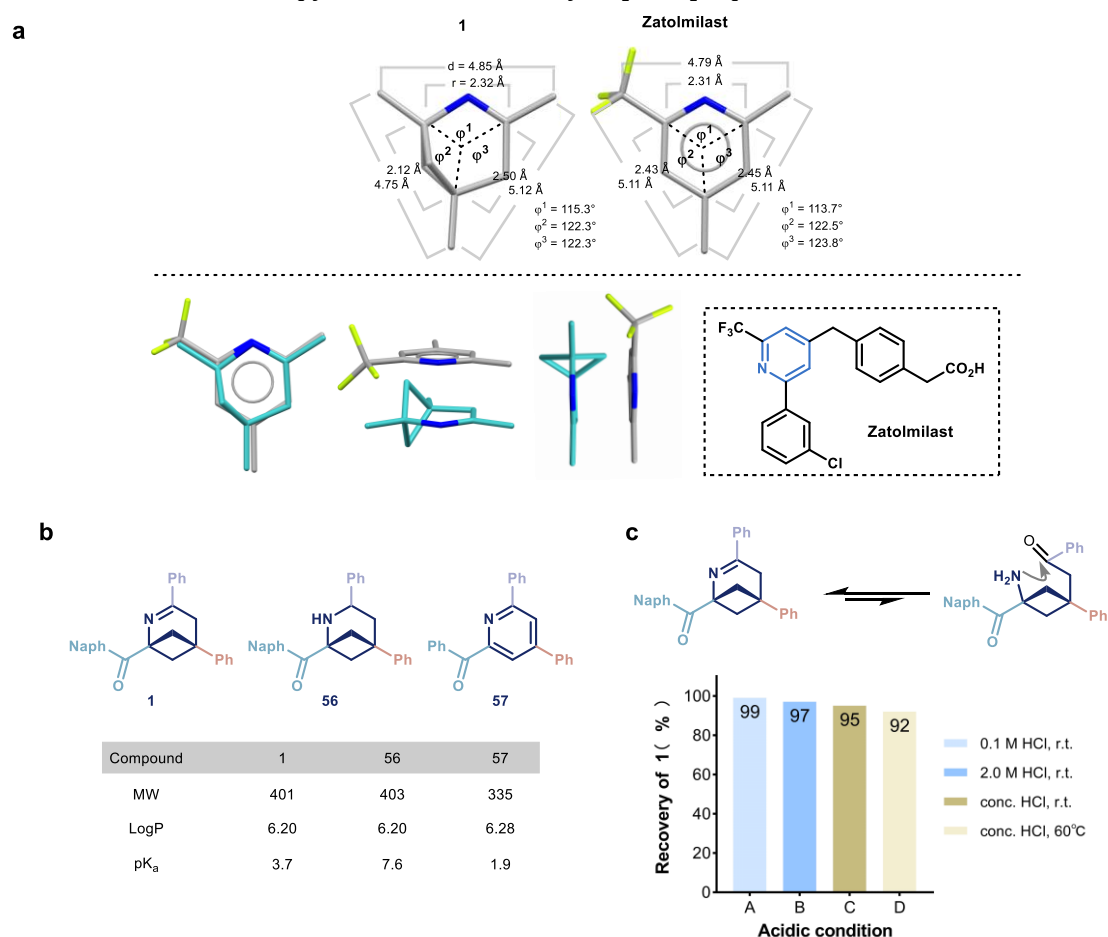 a
1
Zatolmilast
d = 4.85 Å
r = 2.32 Å
φ1
φ2
φ3
2.12 Å
4.75 Å
2.50 Å
5.12 Å
φ1 = 115.3°
φ2 = 122.3°
φ3 = 122.3°
4.79 Å
2.31 Å
φ1
φ2
φ3
2.43 Å
5.11 Å
2.45 Å
5.11 Å
φ1 = 113.7°
φ2 = 122.5°
φ3 = 123.8°
F3C
N
CO2H
Cl
Zatolmilast
b
Ph
N
Naph
O
Ph
1
Ph
HN
Naph
O
Ph
56
Ph
N
Ph
O
Ph
57
Compound 1 56 57
MW 401 403 335
LogP 6.20 6.20 6.28
pKa 3.7 7.6 1.9
c
Ph
N
Naph
O
Ph
O
Ph
H2N
Naph
O
Ph
Recovery of 1( % )
100
80
60
40
20
0
99
97
95
92
A B C D
Acidic condition
0.1 M HCl, r.t.
2.0 M HCl, r.t.
conc. HCl, r.t.
conc. HCl, 60℃